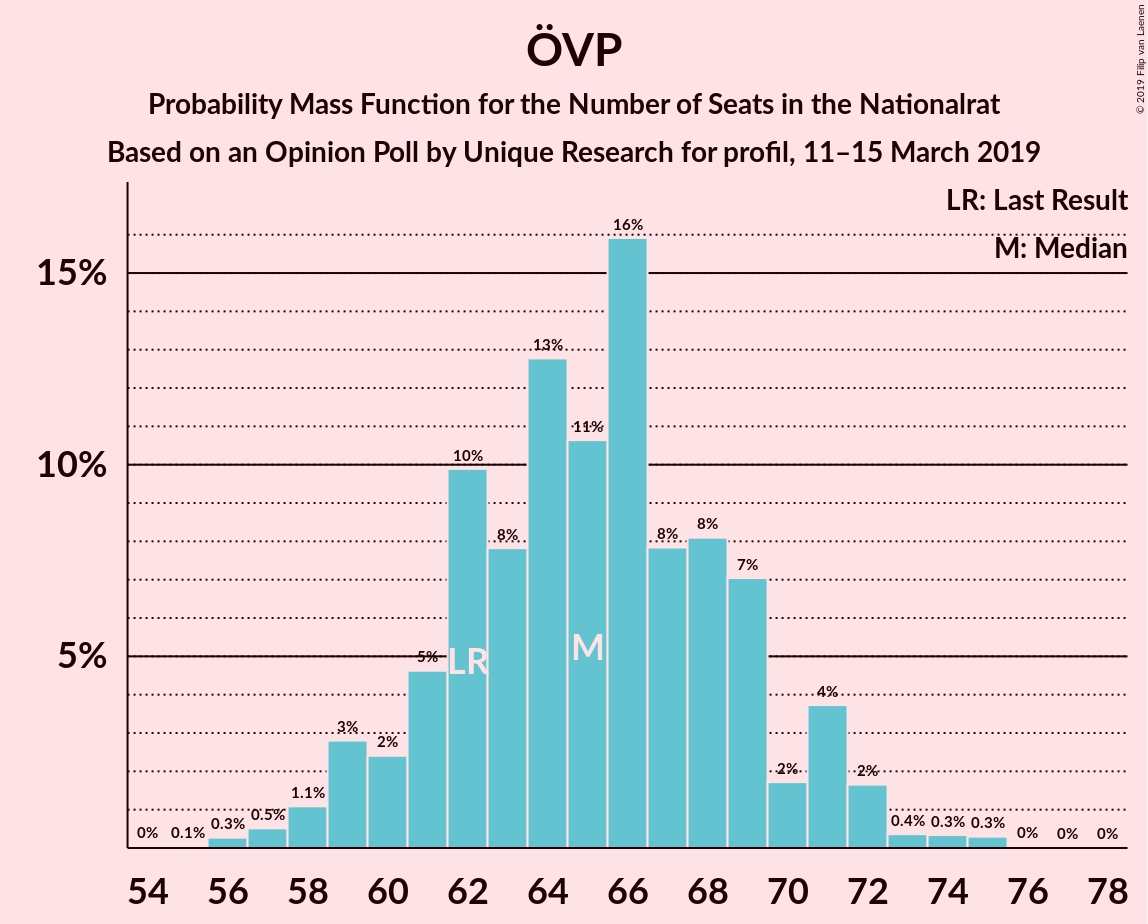 ÖVP
Probability Mass Function for the Number of Seats in the Nationalrat
Based on an Opinion Poll by Unique Research for profil, 11–15 March 2019
© 2019 Filip van Laenen
LR: Last Result
M: Median
15%
10%
5%
0% 0.1% 0.3% 0.5% 1.1% 3% 2% 5% 10% 8% 13% 11% 16% 8% 8% 7% 2% 4% 2% 0.4% 0.3% 0.3% 0% 0% 0%
LR M
54 56 58 60 62 64 66 68 70 72 74 76 78